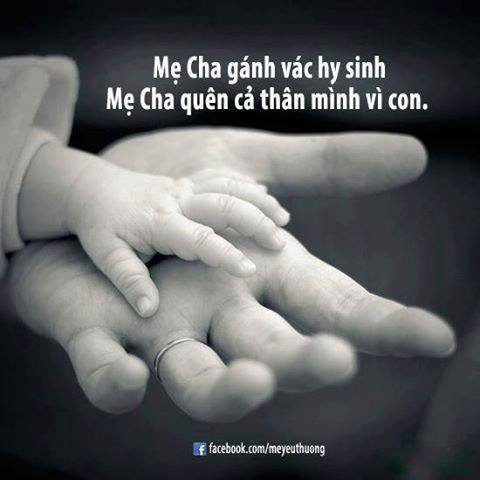 Mẹ Cha gánh vác hy sinh
Mẹ Cha quên cả thân mình vì con.
f facebook.com/meyeuthuong